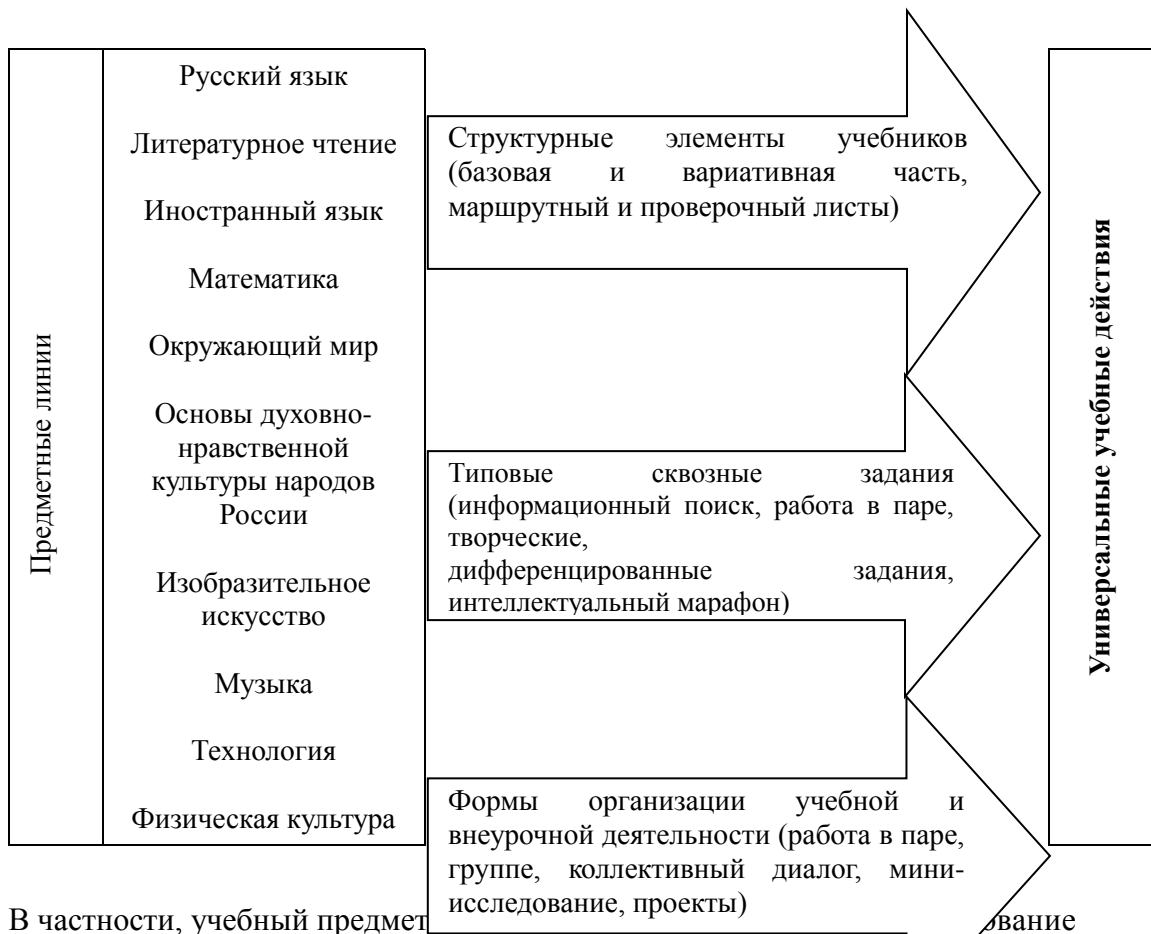 Предметные линии
Русский язык
Литературное чтение
Иностранный язык
Математика
Окружающий мир
Основы духовно-
нравственной
культуры народов
России
Изобразительное
искусство
Музыка
Технология
Физическая культура
Структурные элементы учебников
(базовая и вариативная часть,
маршрутный и проверочный листы)
Типовые сквозные задания
(информационный поиск, работа в паре,
творческие,
дифференцированные задания,
интеллектуальный марафон)
Формы организации учебной и
внеурочной деятельности (работа в паре,
группе, коллективный диалог, мини-
исследование, проекты)
Универсальные учебные действия
В частности, учебный предмет ование